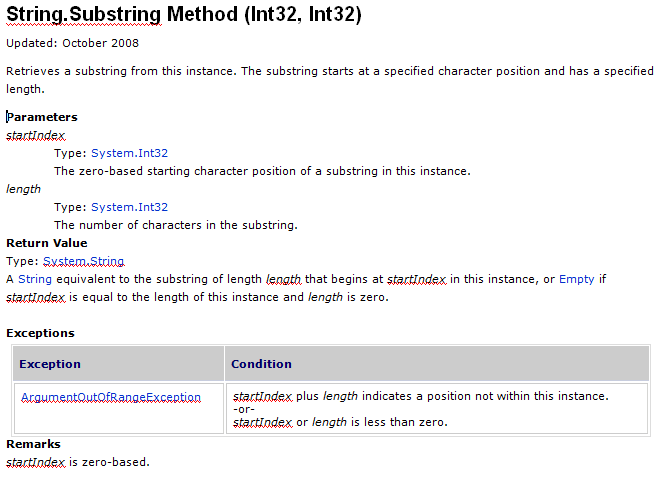 String.Substring Method (Int32, Int32)
Updated: October 2008
Retrieves a substring from this instance. The substring starts at a specified character position and has a specified
length.
Parameters
startIndex
Type: System.Int32
The zero-based starting character position of a substring in this instance.
length
Type: System.Int32
The number of characters in the substring.
Return Value
Type: System.String
A String equivalent to the substring of length length that begins at startIndex in this instance, or Empty if
startIndex is equal to the length of this instance and length is zero.
Exceptions
Exception Condition
ArgumentOutOfRangeException startIndex plus length indicates a position not within this instance.
-or-
startIndex or length is less than zero.
Remarks
startIndex is zero-based.